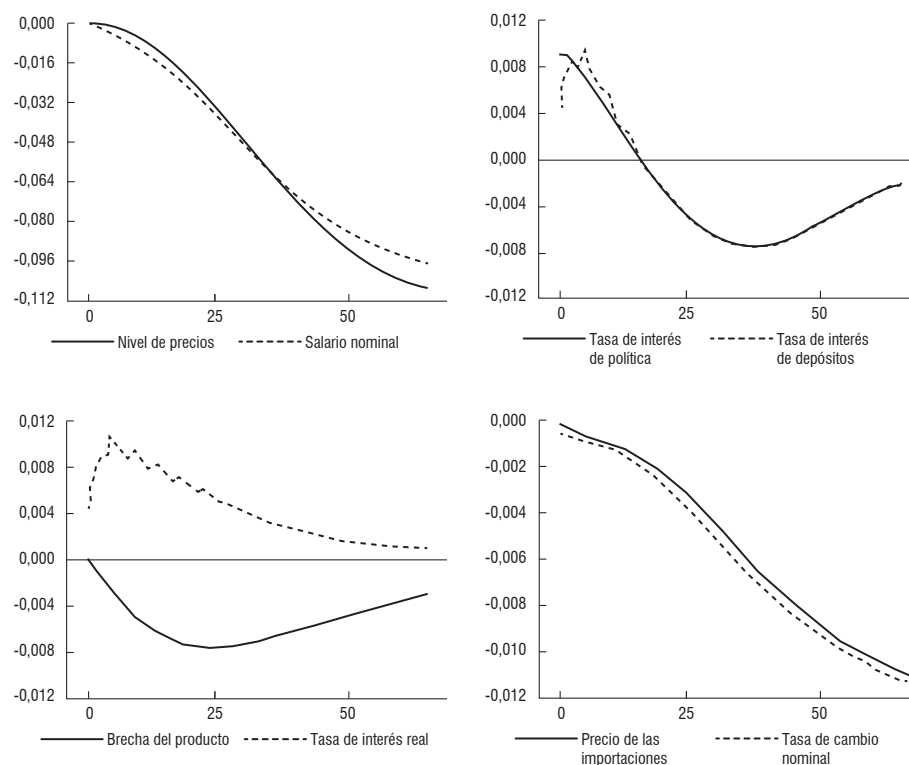 0,000
-0,016
-0,032
-0,048
-0,064
-0,080
-0,096
-0,112
0 25 50
Nivel de precios Salario nominal
0,012
0,008
0,004
0,000
-0,004
-0,008
-0,012
0 25 50
Tasa de interés Tasa de interés
de política de depósitos
0,012
0,008
0,004
0,000
-0,004
-0,008
-0,012
0 25 50
Brecha del producto Tasa de interés real
0,000
-0,002
-0,004
-0,006
-0,008
-0,010
-0,012
0 25 50
Precio de las Tasa de cambio
importaciones nominal